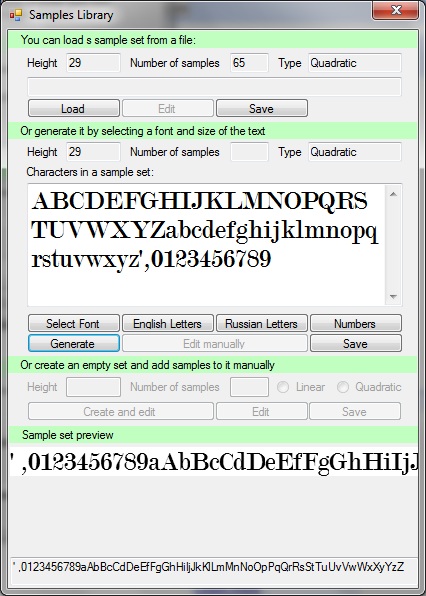 Samples Library
You can load s sample set from a file:
Height 29 Number of samples 65 Type Quadratic
Load Edit Save
Or generate it by selecting a font and size of the text
Height 29 Number of samples Type Quadratic
Characters in a sample set:
ABCDEFGHIJKLMNOPQRS
TUVWXYZabcdefghijklmnopq
rstuvwxyz',0123456789
Select Font English Letters Russian Letters Numbers
Generate Edit manually Save
Or create an empty set and add samples to it manually
Height Number of samples Linear Quadratic
Create and edit Edit Save
Sample set preview
' ,0123456789aAbBcCdDeEfFgGhHiIjJ
' ,0123456789aAbBcCdDeEfFgGhHiIjJkKlLmMnNoOpPqQrRsStTuUvVwWxXyYzZ